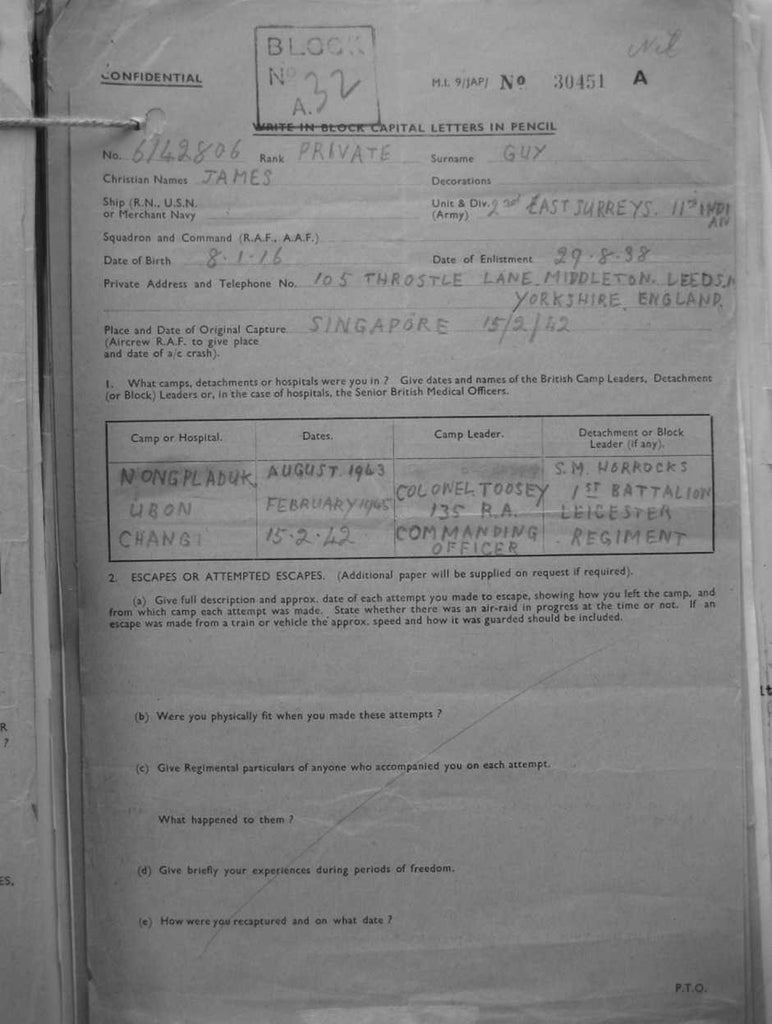 BLOCK
Nil
CONFIDENTIAL
Nº 32
M.I. 9/JAP/ Nº 30451 A
A.
WRITE IN BLOCK CAPITAL LETTERS IN PENCIL
No. 6142806 Rank PRIVATE Surname GUY
Christian Names JAMES Decorations
Ship (R.N., U.S.N. or Merchant Navy Unit & Div. (Army) 2nd EAST SURREYS. 11th INDI
AN
Squadron and Command (R.A.F., A.A.F.)
Date of Birth 8.1.16 Date of Enlistment 29.8.38
Private Address and Telephone No. 105 THROSTLE LANE MIDDLETON. LEEDS,
YORKSHIRE, ENGLAND.
Place and Date of Original Capture SINGAPORE 15/2/42
(Aircrew R.A.F. to give place
and date of a/c crash).
1. What camps, detachments or hospitals were you in ? Give dates and names of the British Camp Leaders, Detachment
(or Block) Leaders or, in the case of hospitals, the Senior British Medical Officers.
Camp or Hospital. Dates. Camp Leader. Detachment or Block
Leader (if any).
NONGPLADUK, AUGUST 1943 S.M. HORROCKS
UBON FEBRUARY 1945 COLONEL TOOSEY 1ST BATTALION
135 R.A. LEICESTER
CHANGI 15.2.42 COMMANDING REGIMENT
OFFICER
2. ESCAPES OR ATTEMPTED ESCAPES. (Additional paper will be supplied on request if required).
(a) Give full description and approx. date of each attempt you made to escape, showing how you left the camp, and
from which camp each attempt was made. State whether there was an air-raid in progress at the time or not. If an
escape was made from a train or vehicle the approx. speed and how it was guarded should be included.
(b) Were you physically fit when you made these attempts ?
(c) Give Regimental particulars of anyone who accompanied you on each attempt.
What happened to them ?
(d) Give briefly your experiences during periods of freedom.
(e) How were you recaptured and on what date ?
P.T.O.
R
?
ES.
It